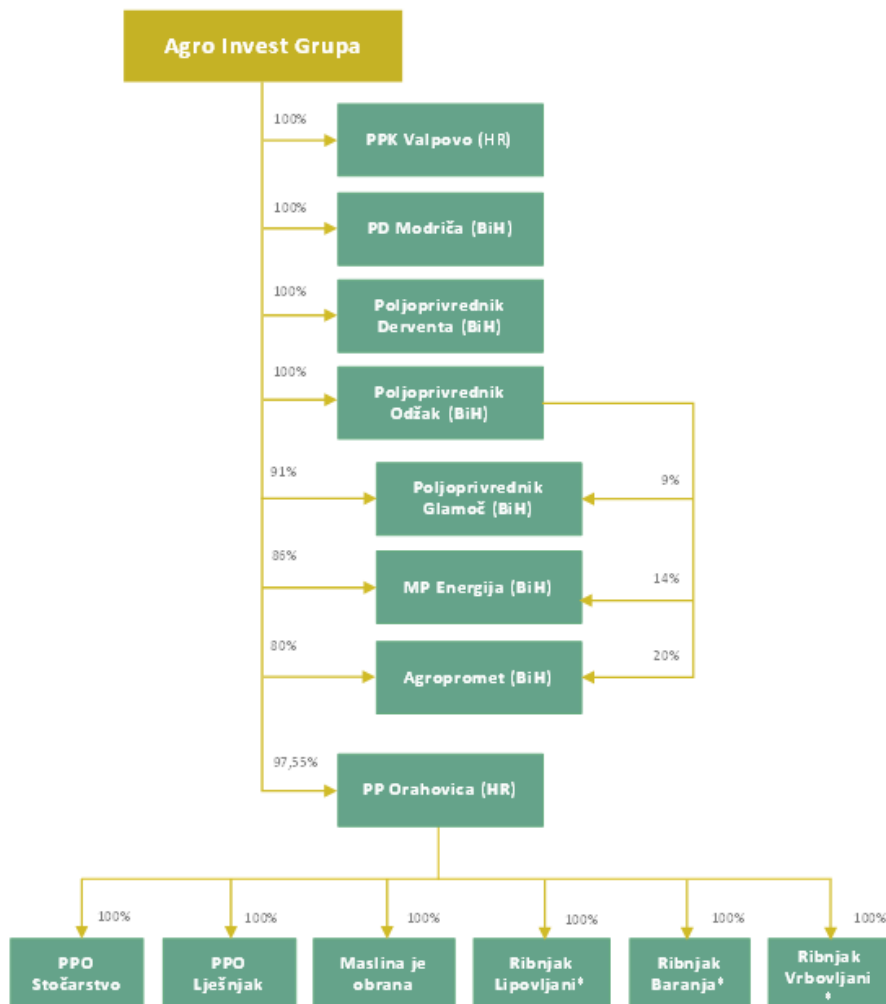 Agro Invest Grupa
100%
PPK Valpovo (HR)
100%
PD Modriča (BiH)
100%
Poljoprivrednik
Derventa (BiH)
100%
Poljoprivrednik
Odžak (BiH)
91%
Poljoprivrednik
Glamoč (BiH)
9%
86%
MP Energija (BiH)
14%
80%
Agropromet (BiH)
20%
97,55%
PP Orahovica (HR)
100%
100%
100%
100%
100%
100%
PPO
Stočarstvo
PPO
Lješnjak
Maslina je
obrana
Ribnjak
Lipovljani*
Ribnjak
Baranja*
Ribnjak
Vrbovljani
*